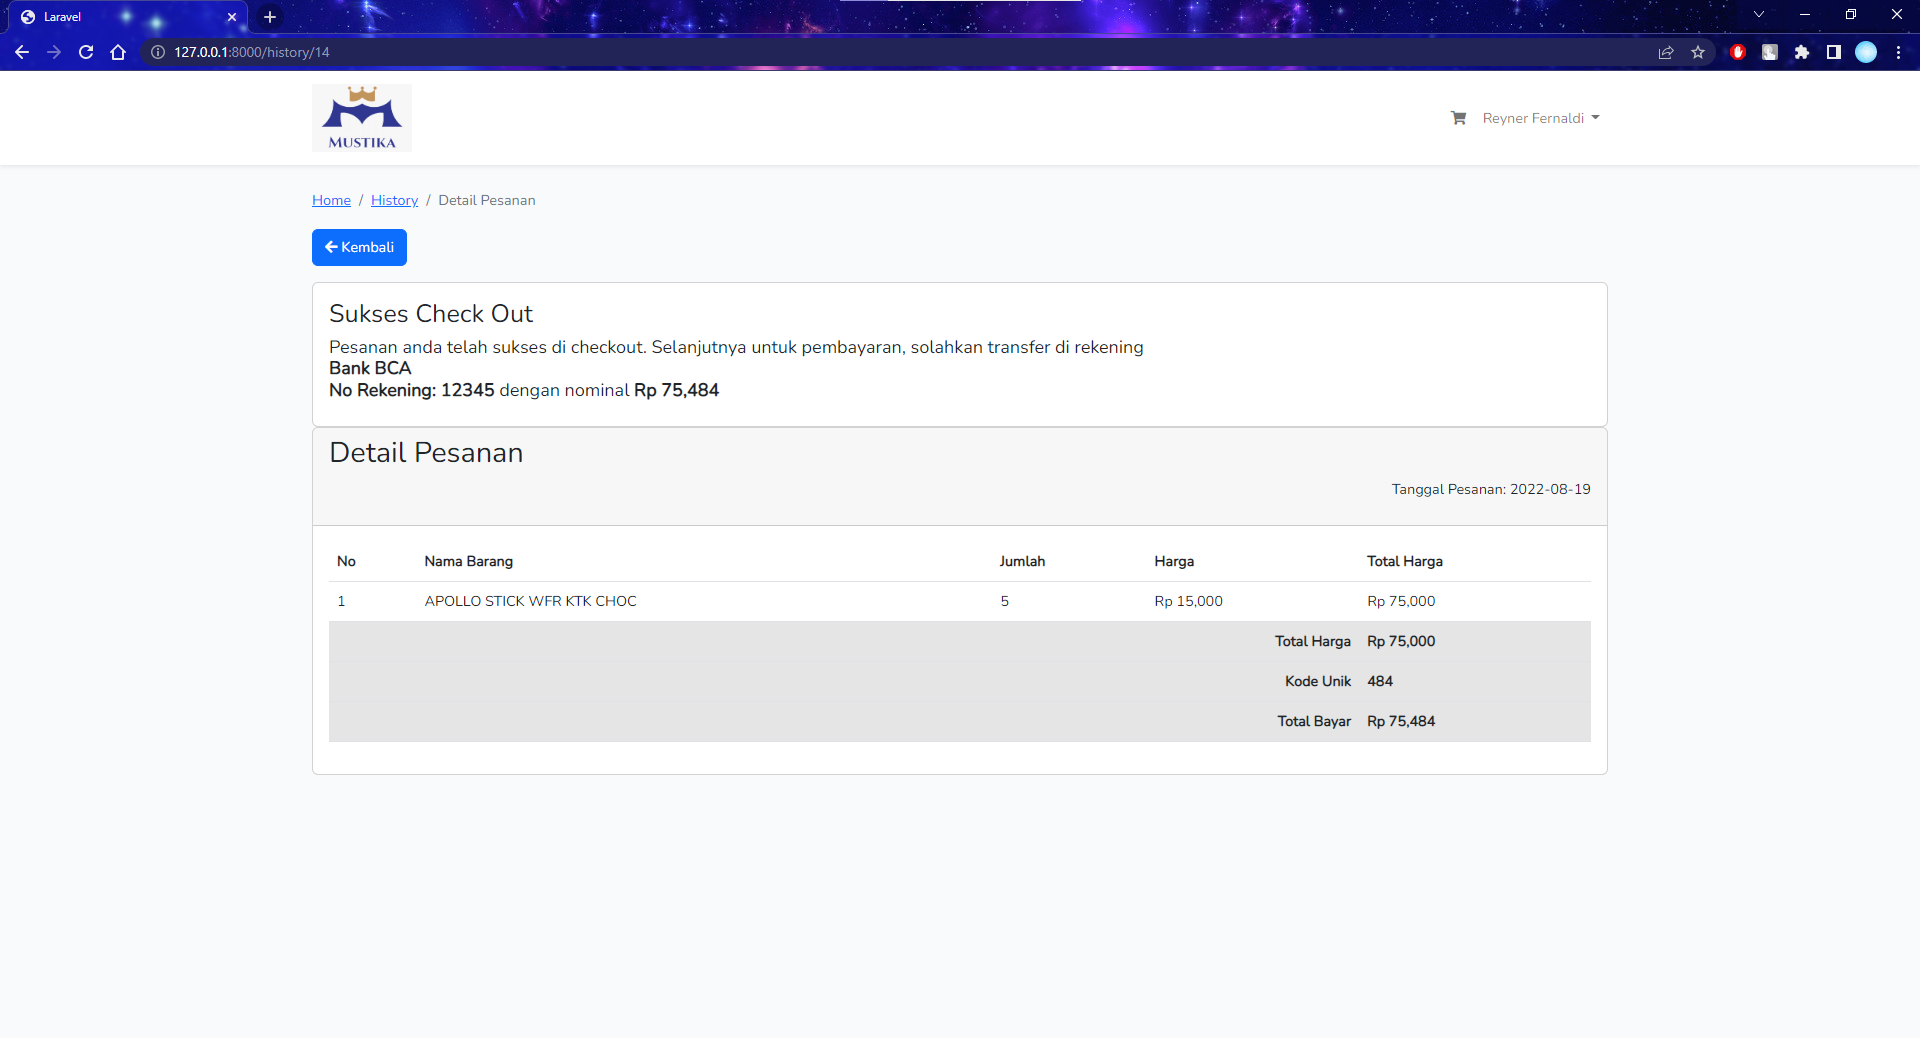 Laravel
127.0.0.1:8000/history/14
MUSTIKA
Reyner Fernaldi
Home / History / Detail Pesanan
Kembali
Sukses Check Out
Pesanan anda telah sukses di checkout. Selanjutnya untuk pembayaran, solahkan transfer di rekening
Bank BCA
No Rekening: 12345 dengan nominal Rp 75,484
Detail Pesanan
Tanggal Pesanan: 2022-08-19
No Nama Barang Jumlah Harga Total Harga
1 APOLLO STICK WFR KTK CHOC 5 Rp 15,000 Rp 75,000
Total Harga Rp 75,000
Kode Unik 484
Total Bayar Rp 75,484